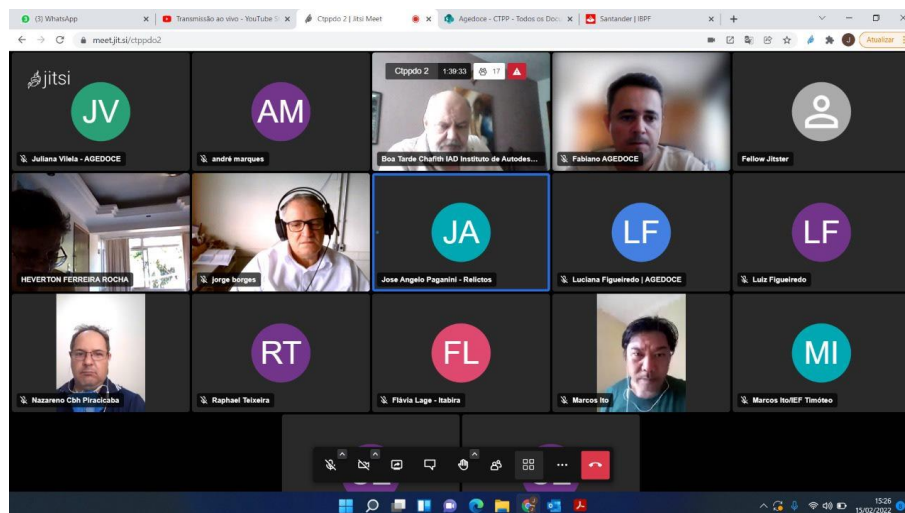 (3) WhatsApp
Transmissão ao vivo - YouTube S
Ctppdo 2 | Jitsi Meet
Agedoce - CTPP - Todos os Docu
Santander | IBPF
meet.jit.si/ctppdo2
Atualizar
jitsi
Ctppdo 2 1:39:33 17
JV
AM
Juliana Vilela - AGEDOCE
andré marques
Boa Tarde Chafith IAD Instituto de Autodes...
Fabiano AGEDOCE
Fellow Jitster
JA
LF
LF
HEVERTON FERREIRA ROCHA
jorge borges
Jose Angelo Paganini - Relictos
Luciana Figueiredo | AGEDOCE
Luiz Figueiredo
RT
FL
MI
Nazareno Cbh Piracicaba
Raphael Teixeira
Flávia Lage - Itabira
Marcos Ito
Marcos Ito/IEF Timóteo
15:26
15/02/2022